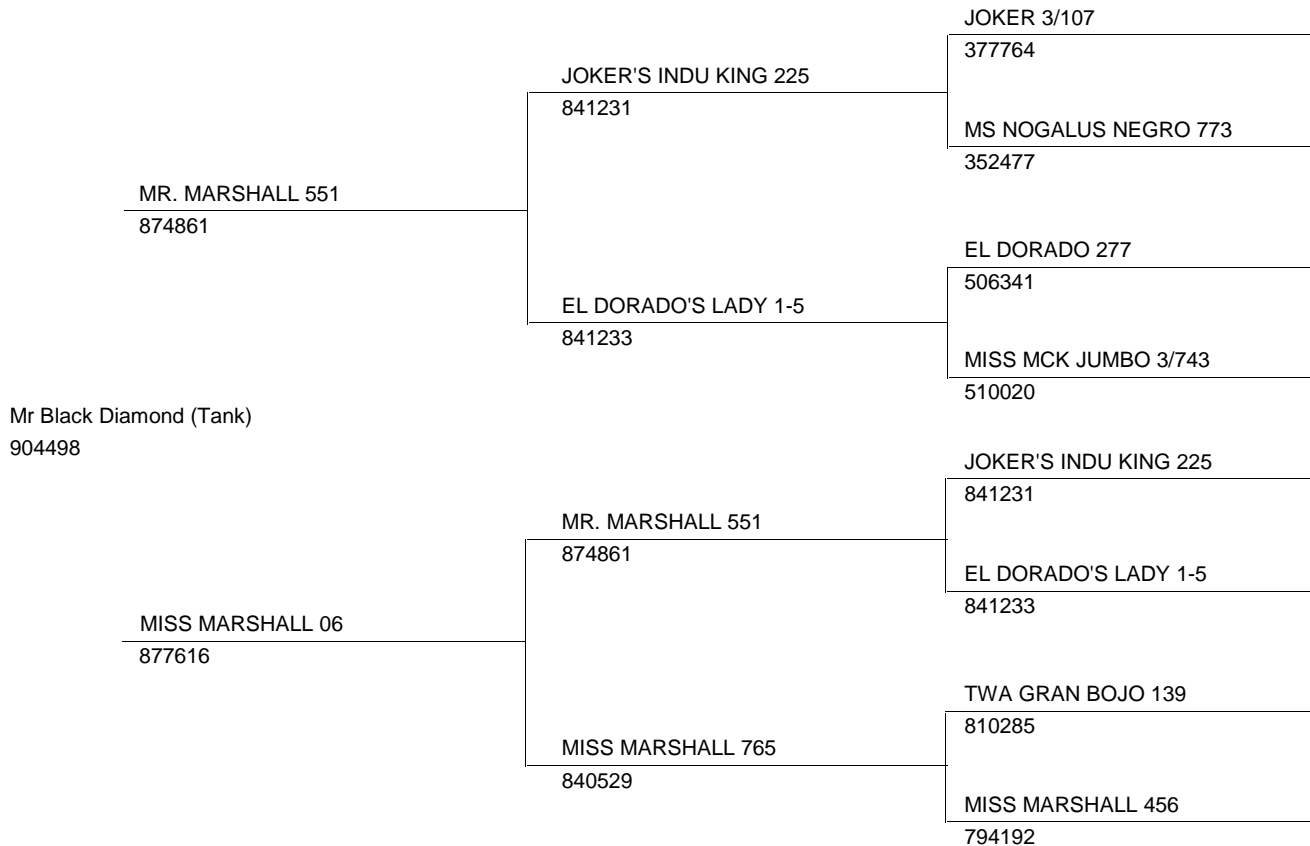 JOKER 3/107
377764
JOKER'S INDU KING 225
841231
MS NOGALUS NEGRO 773
352477
MR. MARSHALL 551
874861
EL DORADO 277
506341
EL DORADO'S LADY 1-5
841233
MISS MCK JUMBO 3/743
510020
Mr Black Diamond (Tank)
904498
JOKER'S INDU KING 225
841231
MR. MARSHALL 551
874861
EL DORADO'S LADY 1-5
841233
MISS MARSHALL 06
877616
TWA GRAN BOJO 139
810285
MISS MARSHALL 765
840529
MISS MARSHALL 456
794192